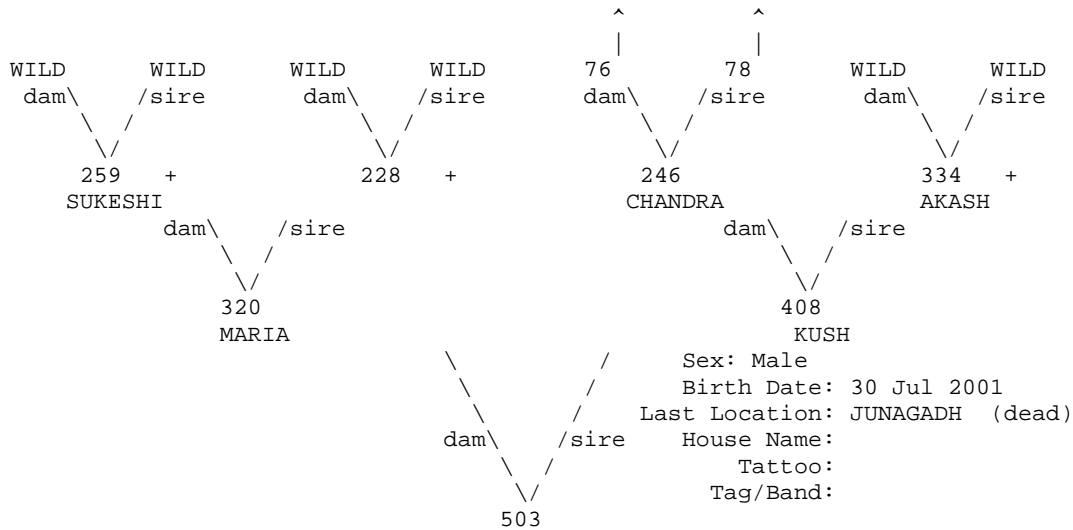 ^ ^
| |
WILD WILD WILD WILD 76 78 WILD WILD
dam\ /sire dam\ /sire dam\ /sire dam\ /sire
\ / \ / \ / \ /
\/ \/ \/ \/
259 + 228 + 246 334 +
SUKESHI CHANDRA AKASH
dam\ /sire dam\ /sire
\ / \ /
\/ \/
320 408
MARIA KUSH
\ / Sex: Male
\ / Birth Date: 30 Jul 2001
\ / Last Location: JUNAGADH (dead)
dam\ /sire House Name:
\ / Tattoo:
\/ Tag/Band:
503